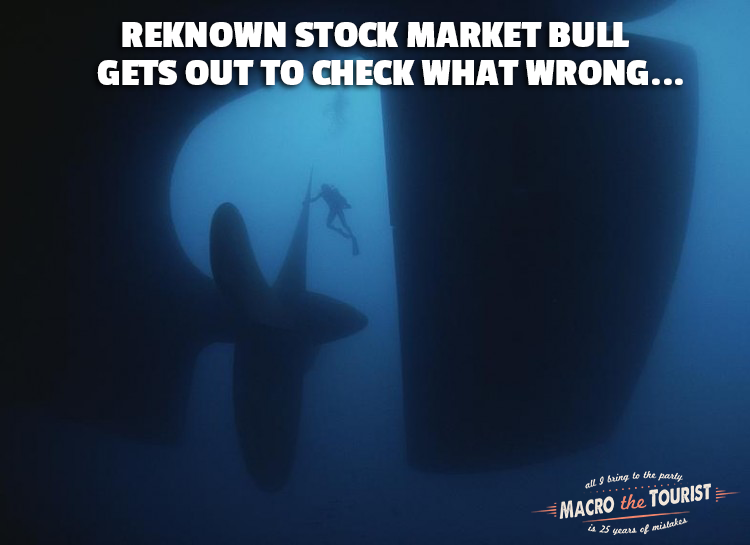 REKNOWN STOCK MARKET BULL
GETS OUT TO CHECK WHAT WRONG...
all I bring to the party
MACRO the TOURIST
is 25 years of mistakes